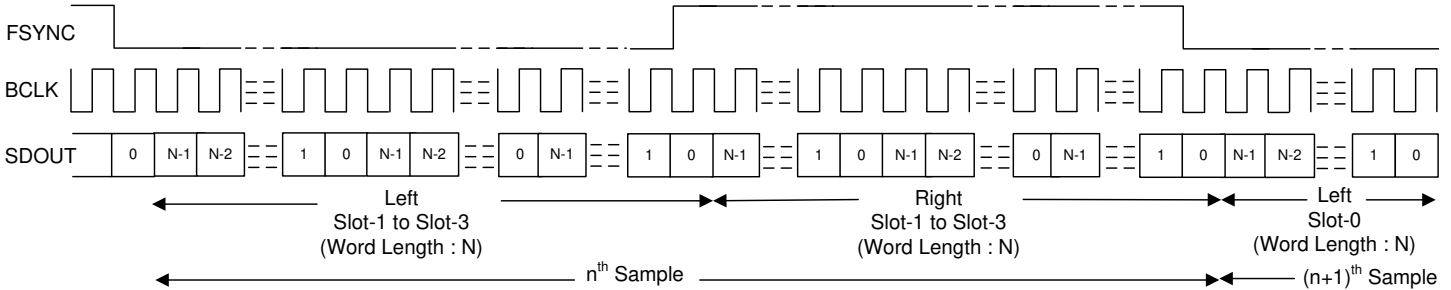 FSYNC
BCLK
SDOUT
0 N-1 N-2 1 0 N-1 N-2 0 N-1 1 0 N-1 1 0 N-1 N-2 0 N-1 1 0 N-1 N-2 1 0
Left
Slot-1 to Slot-3
(Word Length : N)
Right
Slot-1 to Slot-3
(Word Length : N)
Left
Slot-0
(Word Length : N)
nth Sample
(n+1)th Sample